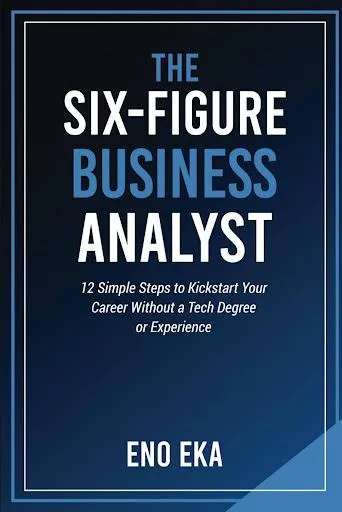 THE
SIX-FIGURE
BUSINESS
ANALYST
12 Simple Steps to Kickstart Your
Career Without a Tech Degree
or Experience
ENO EKA